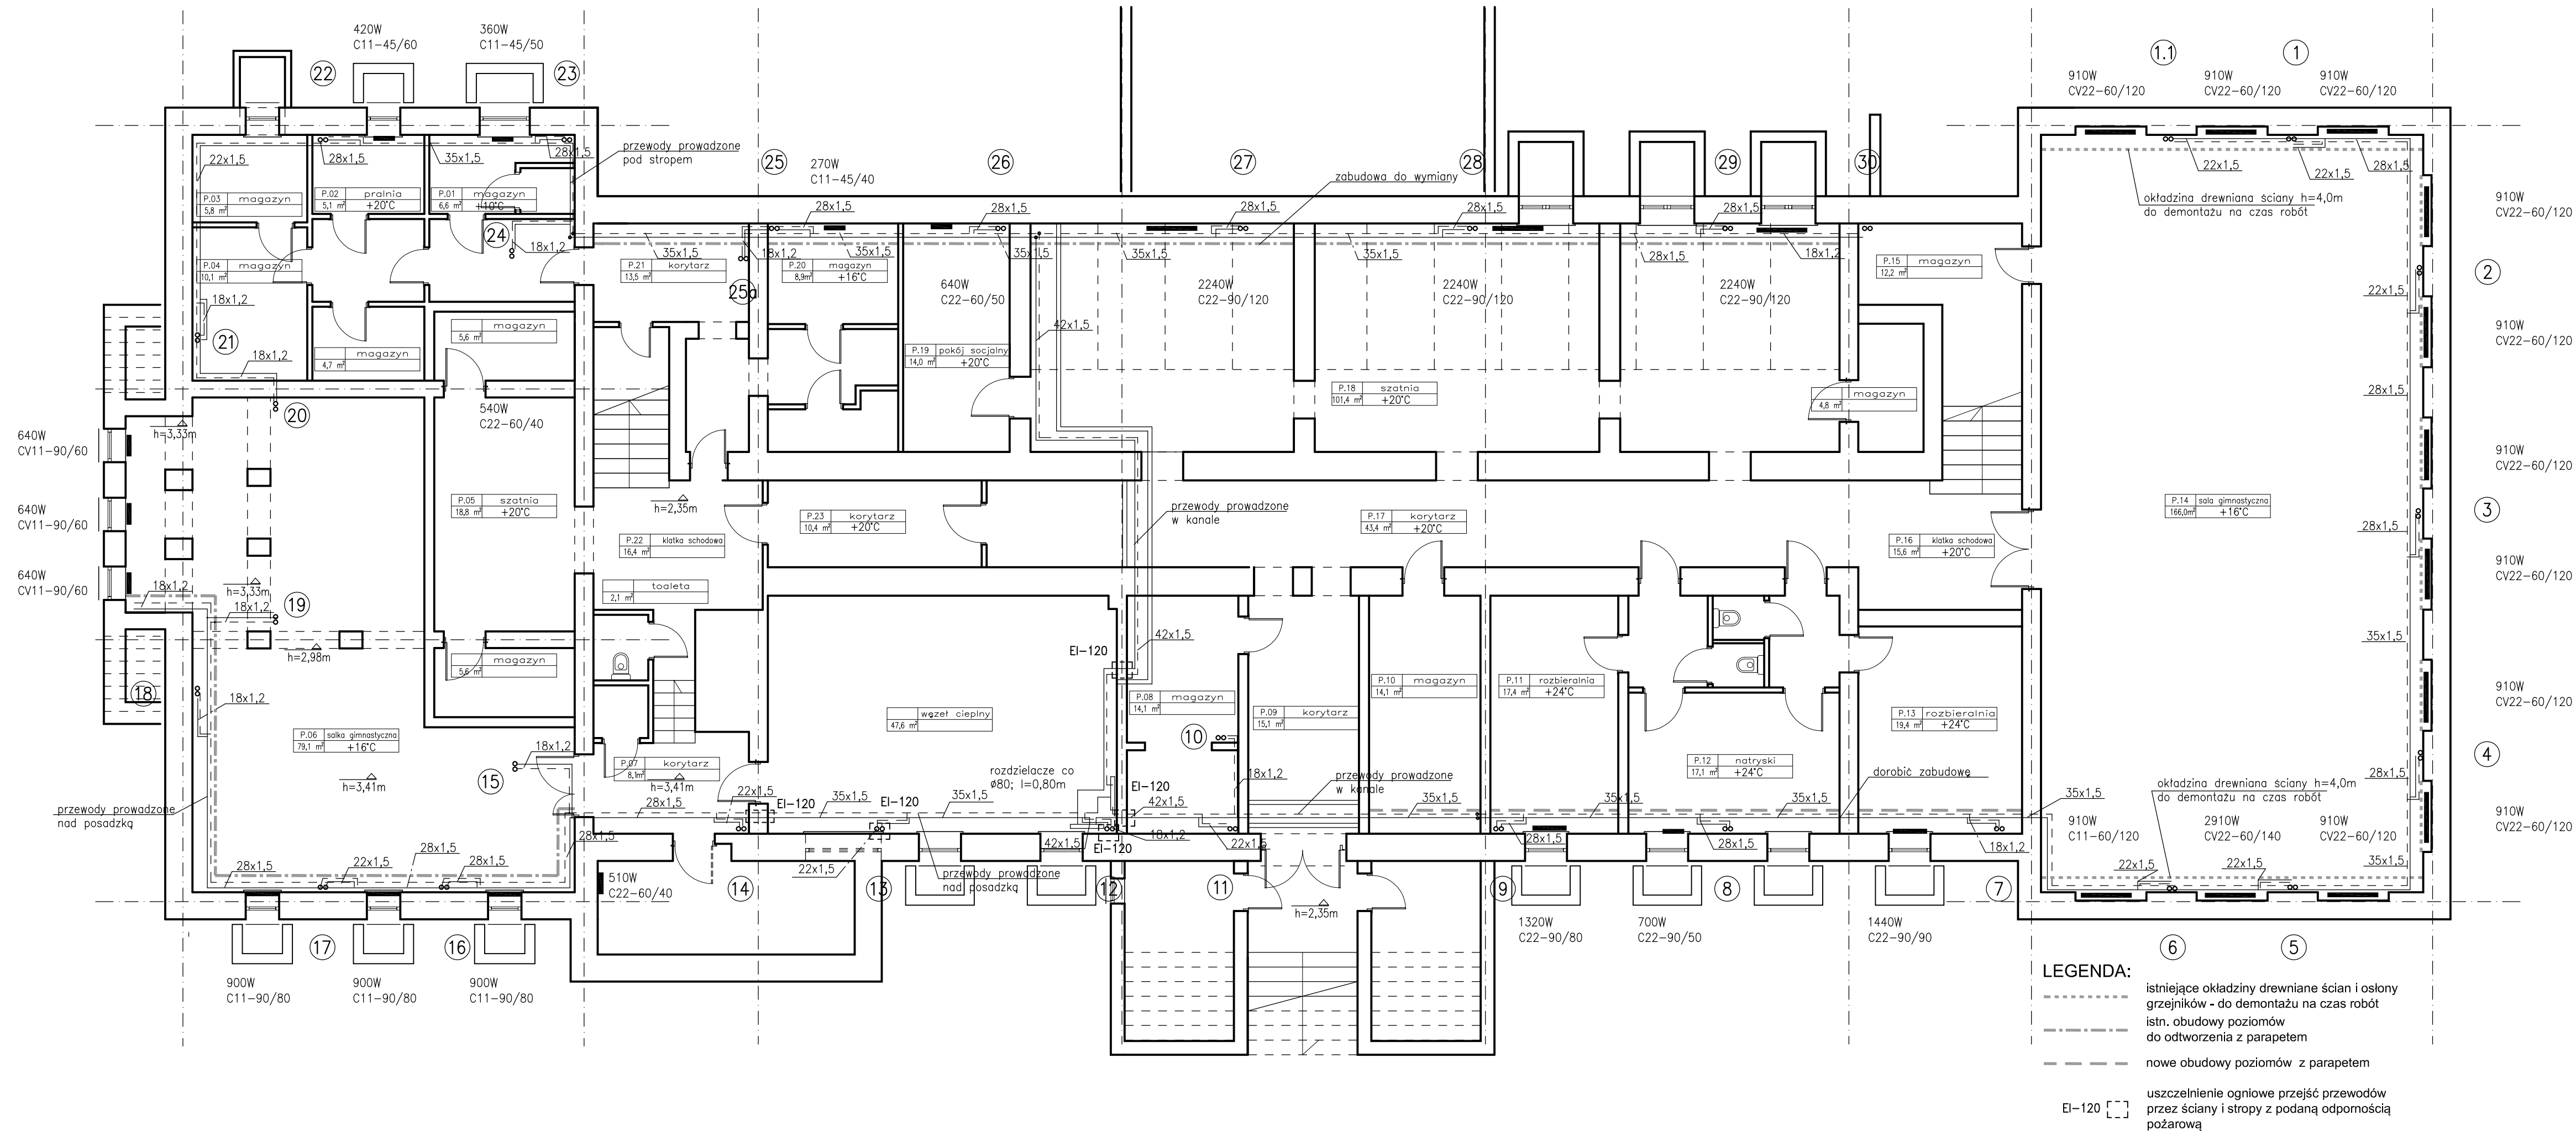 420W
C11-45/60
360W
C11-45/50
22
23
1.1
1
910W
CV22-60/120
910W
CV22-60/120
910W
CV22-60/120
przewody prowadzone
pod stropem
25
270W
C11-45/40
26
27
28
29
30
zabudowa do wymiany
22x1,5
28x1,5
35x1,5
28x1,5
P.03 magazyn
5,8 m²
P.02 pralnia
5,1 m² +20°C
P.01 magazyn
6,6 m² +10°C
24
18x1,2
28x1,5
28x1,5
28x1,5
28x1,5
28x1,5
22x1,5
22x1,5
28x1,5
okładzina drewniana ściany h=4,0m
do demontażu na czas robót
910W
CV22-60/120
35x1,5
18x1,2
35x1,5
35x1,5
35x1,5
35x1,5
28x1,5
18x1,2
P.04 magazyn
10,1 m²
P.21 korytarz
13,5 m²
P.20 magazyn
8,9m² +16°C
P.15 magazyn
12,2 m²
2
25a
640W
C22-60/50
2240W
C22-90/120
2240W
C22-90/120
2240W
C22-90/120
22x1,5
18x1,2
21
18x1,2
magazyn
5,6 m²
magazyn
4,7 m²
42x1,5
P.19 pokój socjalny
14,0 m² +20°C
910W
CV22-60/120
28x1,5
P.18 szatnia
101,4 m² +20°C
magazyn
4,8 m²
20
540W
C22-60/40
h=3,33m
640W
CV11-90/60
910W
CV22-60/120
P.05 szatnia
18,8 m² +20°C
h=2,35m
640W
CV11-90/60
P.23 korytarz
10,4 m² +20°C
przewody prowadzone
w kanale
P.17 korytarz
43,4 m² +20°C
P.14 sala gimnastyczna
166,0m² +16°C
3
28x1,5
P.22 klatka schodowa
16,4 m²
P.16 klatka schodowa
15,6 m² +20°C
640W
CV11-90/60
910W
CV22-60/120
18x1,2
h=3,33m
toaleta
2,1 m²
18x1,2
19
h=2,98m
42x1,5
35x1,5
EI-120
magazyn
5,6 m²
18
18x1,2
P.08 magazyn
14,1 m²
P.10 magazyn
14,1 m²
P.11 rozbieralnia
17,4 m² +24°C
910W
CV22-60/120
węzeł cieplny
47,6 m²
P.09 korytarz
15,1 m²
P.13 rozbieralnia
19,4 m² +24°C
P.06 salka gimnastyczna
79,1 m² +16°C
10
18x1,2
15
h=3,41m
P.07 korytarz
8,1m²
h=3,41m
rozdzielacze co
ø80; l=0,80m
18x1,2
przewody prowadzone
w kanale
P.12 natryski
17,1 m² +24°C
dorobić zabudowę
4
28x1,5
okładzina drewniana ściany h=4,0m
do demontażu na czas robót
przewody prowadzone
nad posadzką
28x1,5
22x1,5
EI-120
35x1,5
EI-120
35x1,5
EI-120
42x1,5
35x1,5
35x1,5
35x1,5
35x1,5
910W
C11-60/120
2910W
CV22-60/140
910W
CV22-60/120
910W
CV22-60/120
28x1,5
18x1,2
42x1,5
EI-120
22x1,5
28x1,5
28x1,5
18x1,2
28x1,5
22x1,5
28x1,5
28x1,5
22x1,5
22x1,5
22x1,5
35x1,5
510W
C22-60/40
14
13
przewody prowadzone
nad posadzką
12
11
9
8
7
h=2,35m
1320W
C22-90/80
700W
C22-90/50
1440W
C22-90/90
17
16
6
5
900W
C11-90/80
900W
C11-90/80
900W
C11-90/80
LEGENDA:
istniejące okładziny drewniane ścian i osłony
grzejników - do demontażu na czas robót
istn. obudowy poziomów
do odtworzenia z parapetem
nowe obudowy poziomów z parapetem
EI-120
uszczelnienie ogniowe przejść przewodów
przez ściany i stropy z podaną odpornością
pożarową